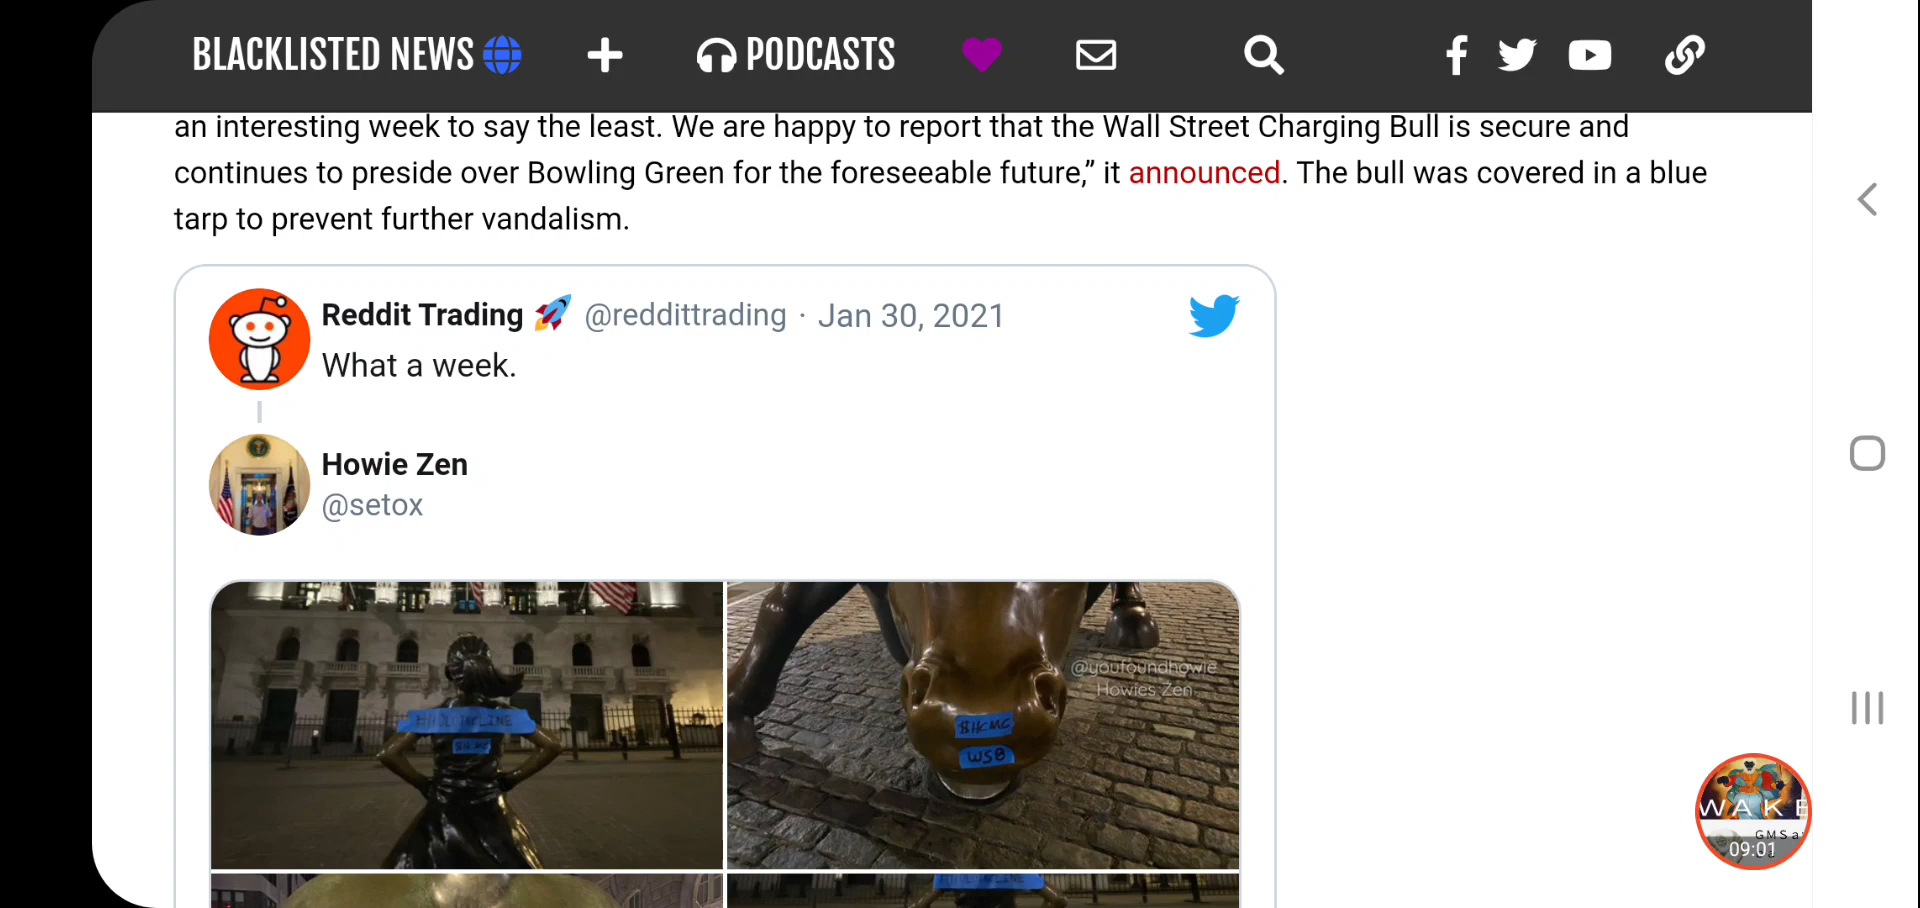 BLACKLISTED NEWS
PODCASTS
an interesting week to say the least. We are happy to report that the Wall Street Charging Bull is secure and
continues to preside over Bowling Green for the foreseeable future,” it announced. The bull was covered in a blue
tarp to prevent further vandalism.
Reddit Trading 🚀 @reddittrading · Jan 30, 2021
What a week.
Howie Zen
@setox
@youfoundhowie
Howies Zen
WSB
WAKE
GMS a
09:01